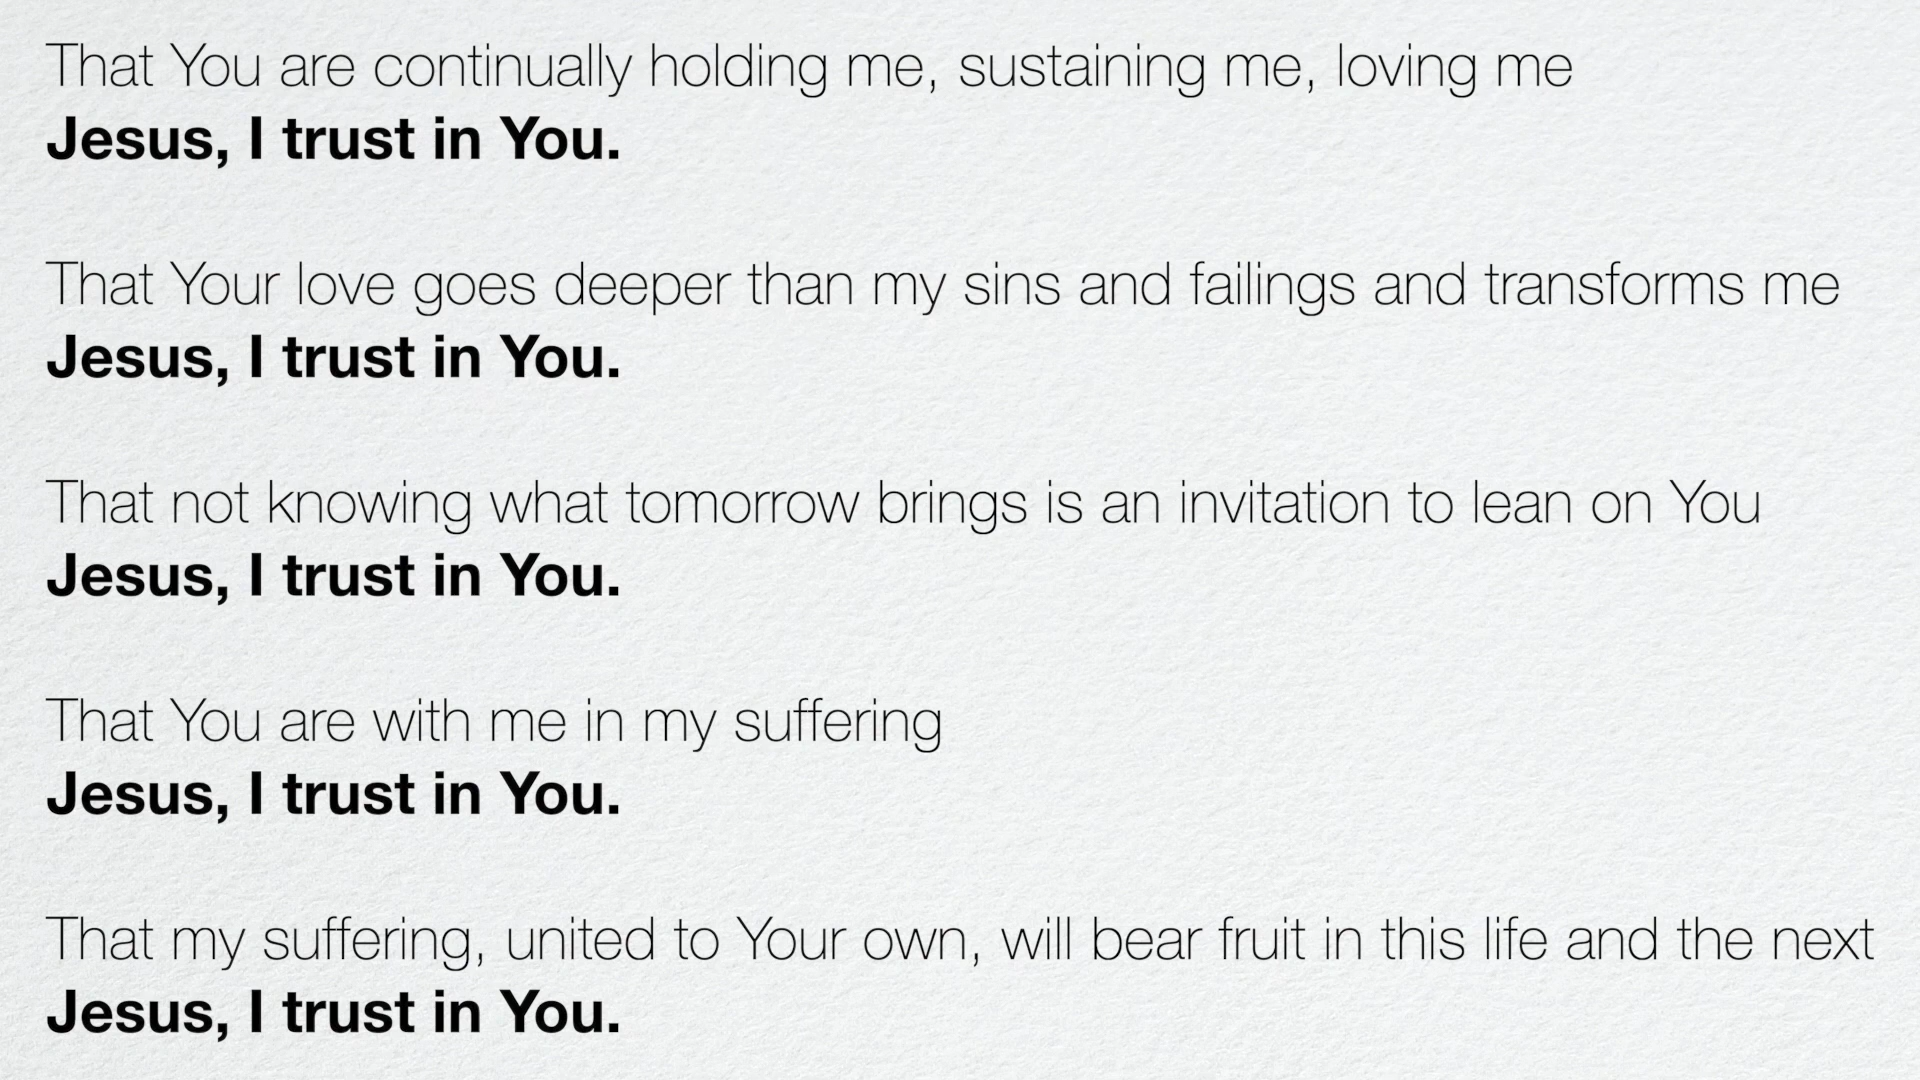 That You are continually holding me, sustaining me, loving me
Jesus, I trust in You.
That Your love goes deeper than my sins and failings and transforms me
Jesus, I trust in You.
That not knowing what tomorrow brings is an invitation to lean on You
Jesus, I trust in You.
That You are with me in my suffering
Jesus, I trust in You.
That my suffering, united to Your own, will bear fruit in this life and the next
Jesus, I trust in You.